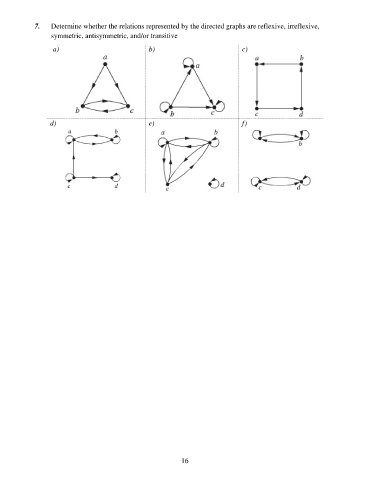 7. Determine whether the relations represented by the directed graphs are reflexive, irreflexive,
symmetric, antisymmetric, and/or transitive
a) b) c)
a
b c
a
b c
a b
c d
d) e) f)
a b
c d
a b
c d
b
c d
16